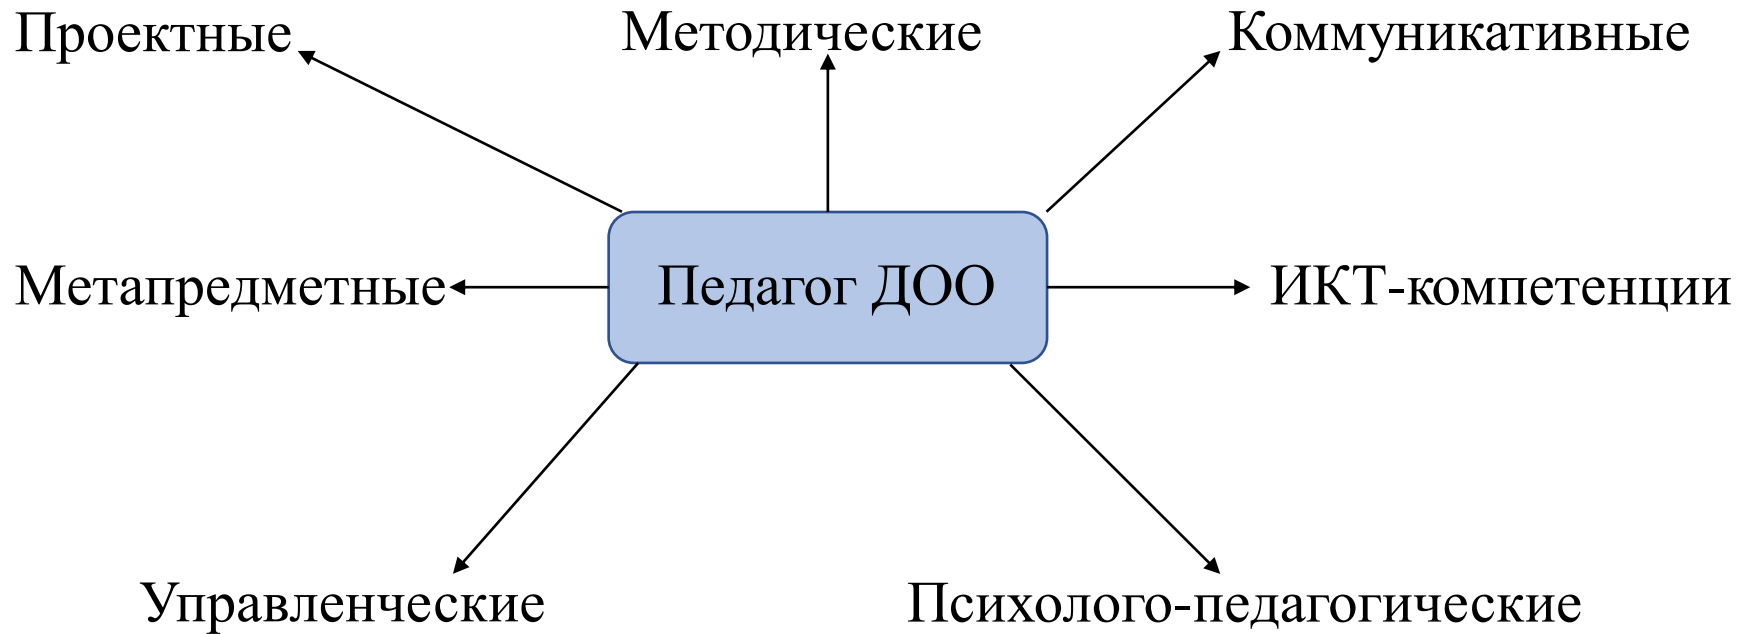 Проектные
Методические
Коммуникативные
Метапредметные
Педагог ДОО
ИКТ-компетенции
Управленческие
Психолого-педагогические